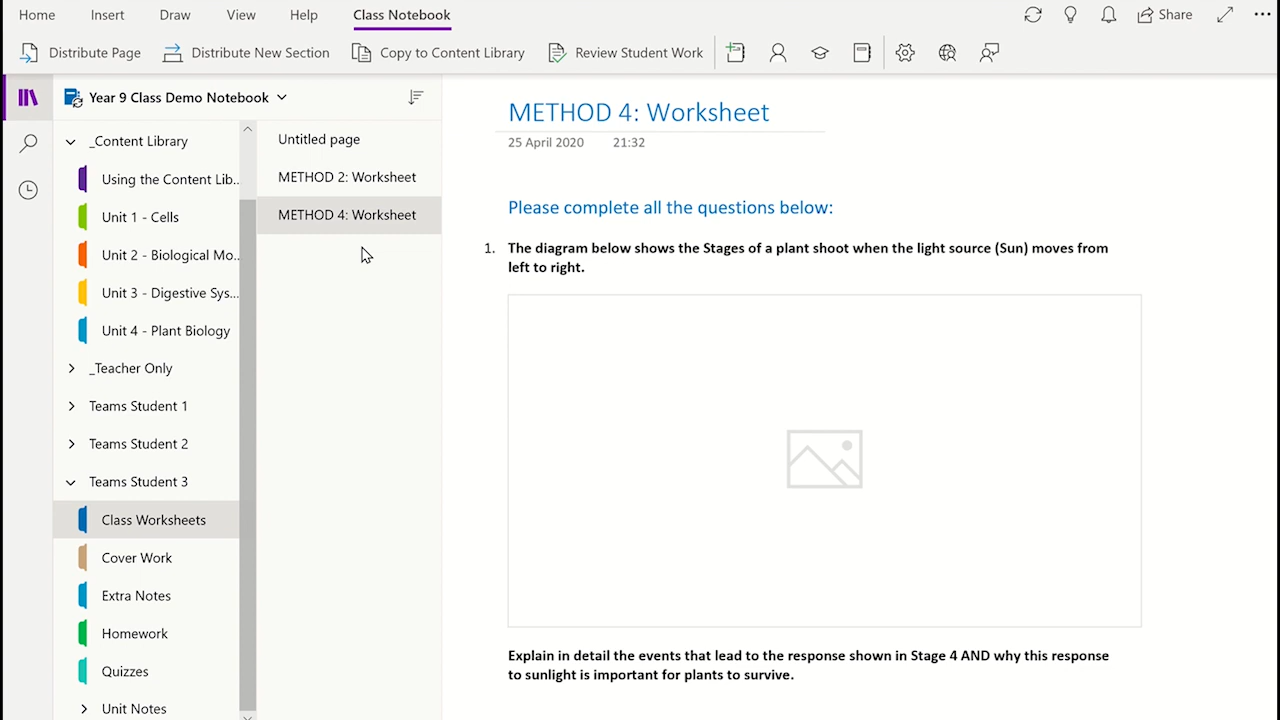 Home Insert Draw View Help Class Notebook
Share
Distribute Page Distribute New Section Copy to Content Library Review Student Work
Year 9 Class Demo Notebook
_Content Library
Using the Content Lib..
Unit 1 - Cells
Unit 2 - Biological Mo..
Unit 3 - Digestive Sys...
Unit 4 - Plant Biology
_Teacher Only
Teams Student 1
Teams Student 2
Teams Student 3
Class Worksheets
Cover Work
Extra Notes
Homework
Quizzes
Unit Notes
Untitled page
METHOD 2: Worksheet
METHOD 4: Worksheet
METHOD 4: Worksheet
25 April 2020 21:32
Please complete all the questions below:
1. The diagram below shows the Stages of a plant shoot when the light source (Sun) moves from
left to right.
Explain in detail the events that lead to the response shown in Stage 4 AND why this response
to sunlight is important for plants to survive.